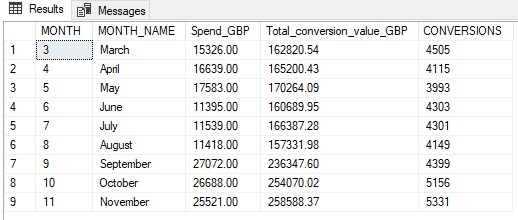 Results Messages
MONTH MONTH_NAME Spend_GBP Total_conversion_value_GBP CONVERSIONS
1 3 March 15326.00 162820.54 4505
2 4 April 16639.00 165200.43 4115
3 5 May 17583.00 170264.09 3993
4 6 June 11395.00 160689.95 4303
5 7 July 11539.00 166387.28 4301
6 8 August 11418.00 157331.98 4149
7 9 September 27072.00 236347.60 4399
8 10 October 26688.00 254070.02 5156
9 11 November 25521.00 258588.37 5331